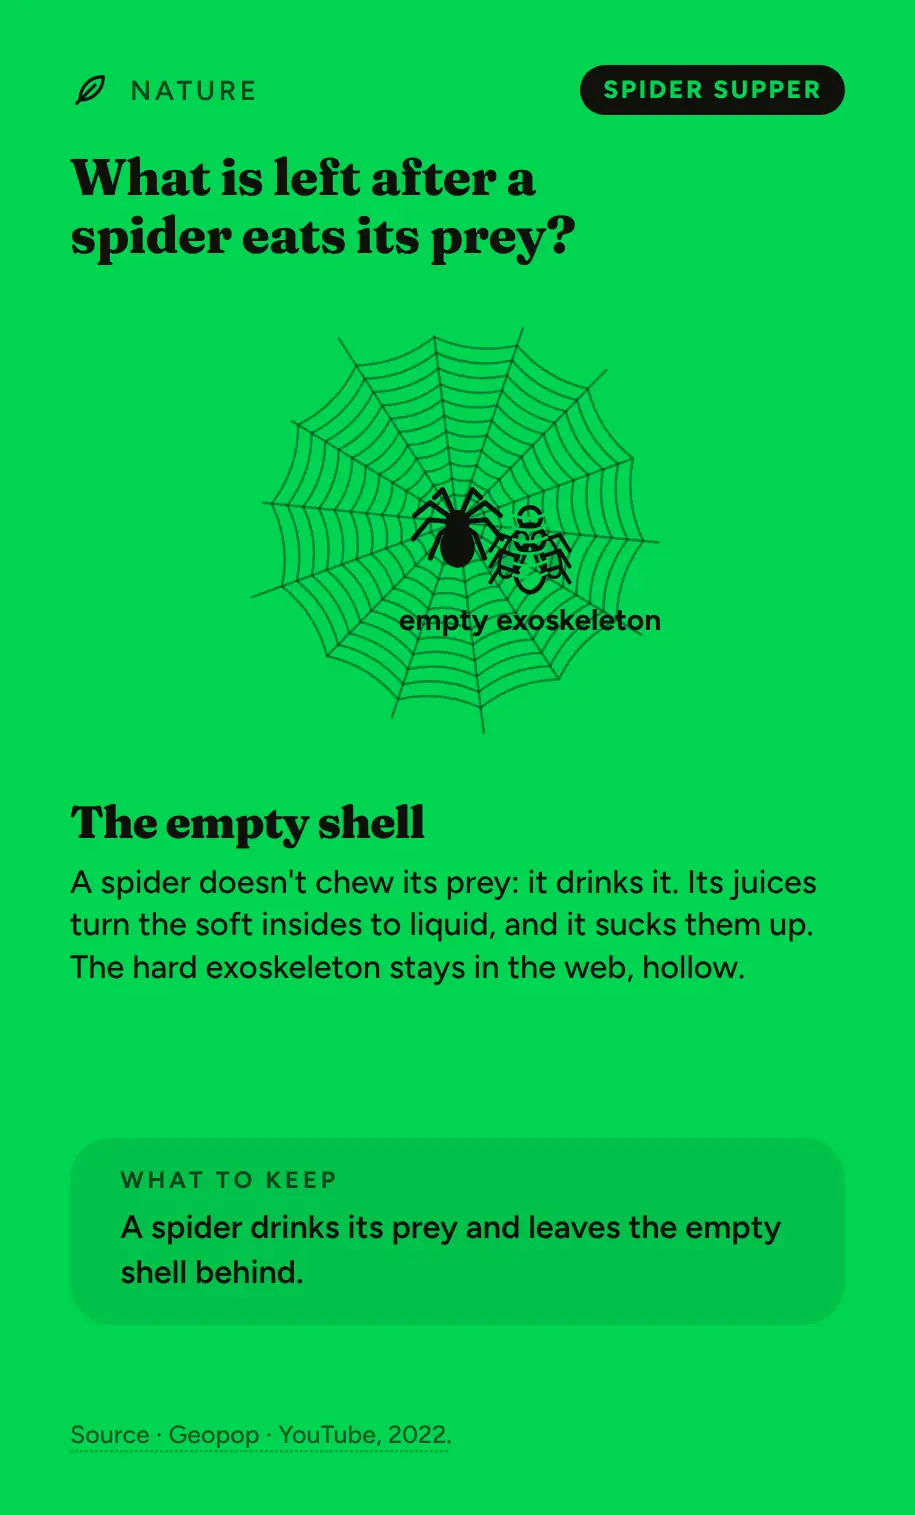 NATURE
SPIDER SUPPER
What is left after a
spider eats its prey?
empty exoskeleton
The empty shell
A spider doesn't chew its prey: it drinks it. Its juices
turn the soft insides to liquid, and it sucks them up.
The hard exoskeleton stays in the web, hollow.
WHAT TO KEEP
A spider drinks its prey and leaves the empty
shell behind.
Source · Geopop · YouTube, 2022.